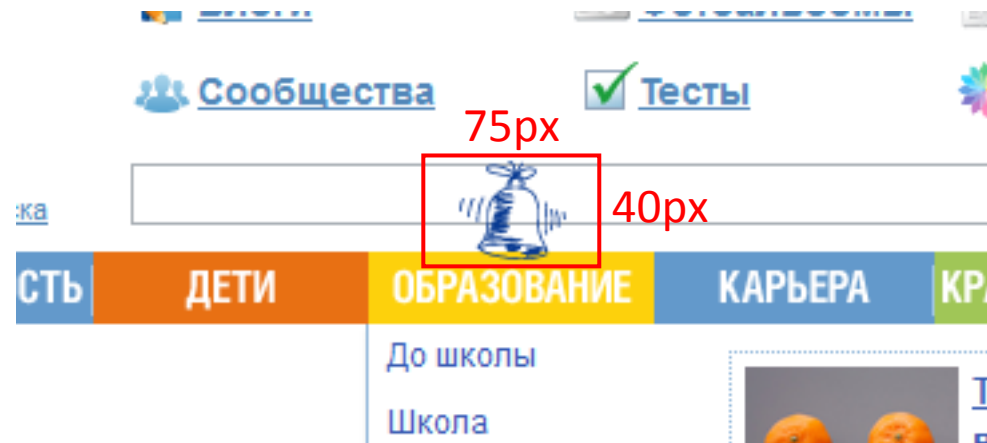 Сообщества
Тесты
75px
40px
ска
СТЬ ДЕТИ ОБРАЗОВАНИЕ КАРЬЕРА КРА
До школы
Школа